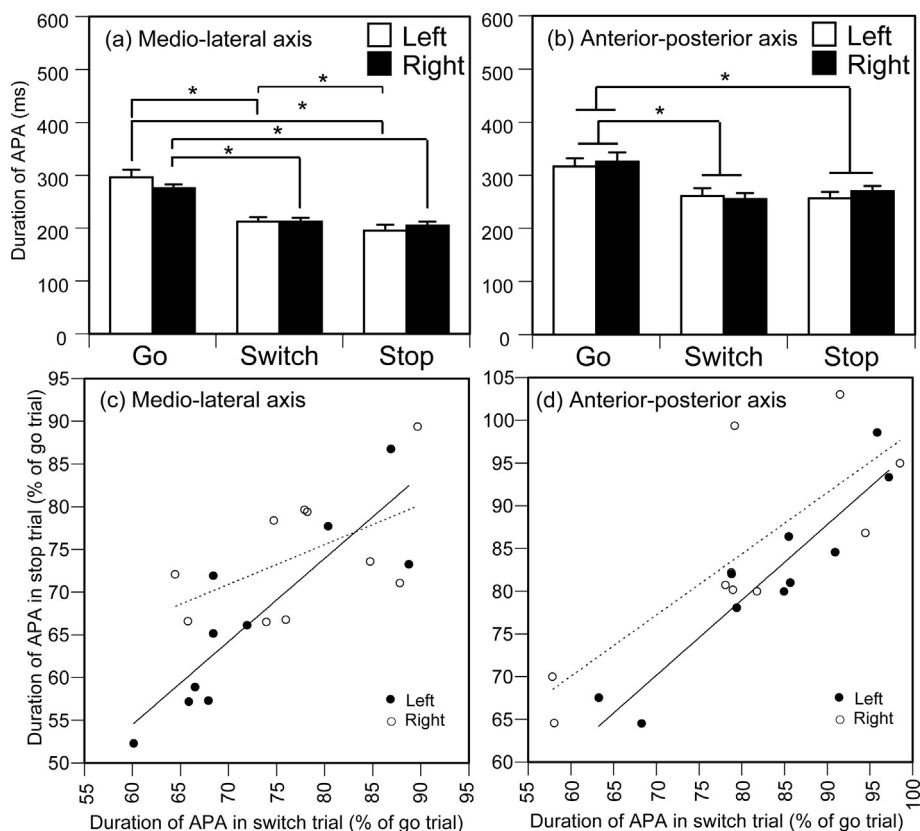 600
(a) Medio-lateral axis
Left
Right
500
400
300
200
100
0
Duration of APA (ms)
*
*
*
*
*
Go
Switch
Stop
600
(b) Anterior-posterior axis
Left
Right
500
400
300
200
100
0
*
*
Go
Switch
Stop
95
90
85
80
75
70
65
60
55
50
Duration of APA in stop trial (% of go trial)
(c) Medio-lateral axis
Left
Right
55
60
65
70
75
80
85
90
95
Duration of APA in switch trial (% of go trial)
105
100
95
90
85
80
75
70
65
60
(d) Anterior-posterior axis
Left
Right
55
60
65
70
75
80
85
90
95
100
Duration of APA in switch trial (% of go trial)